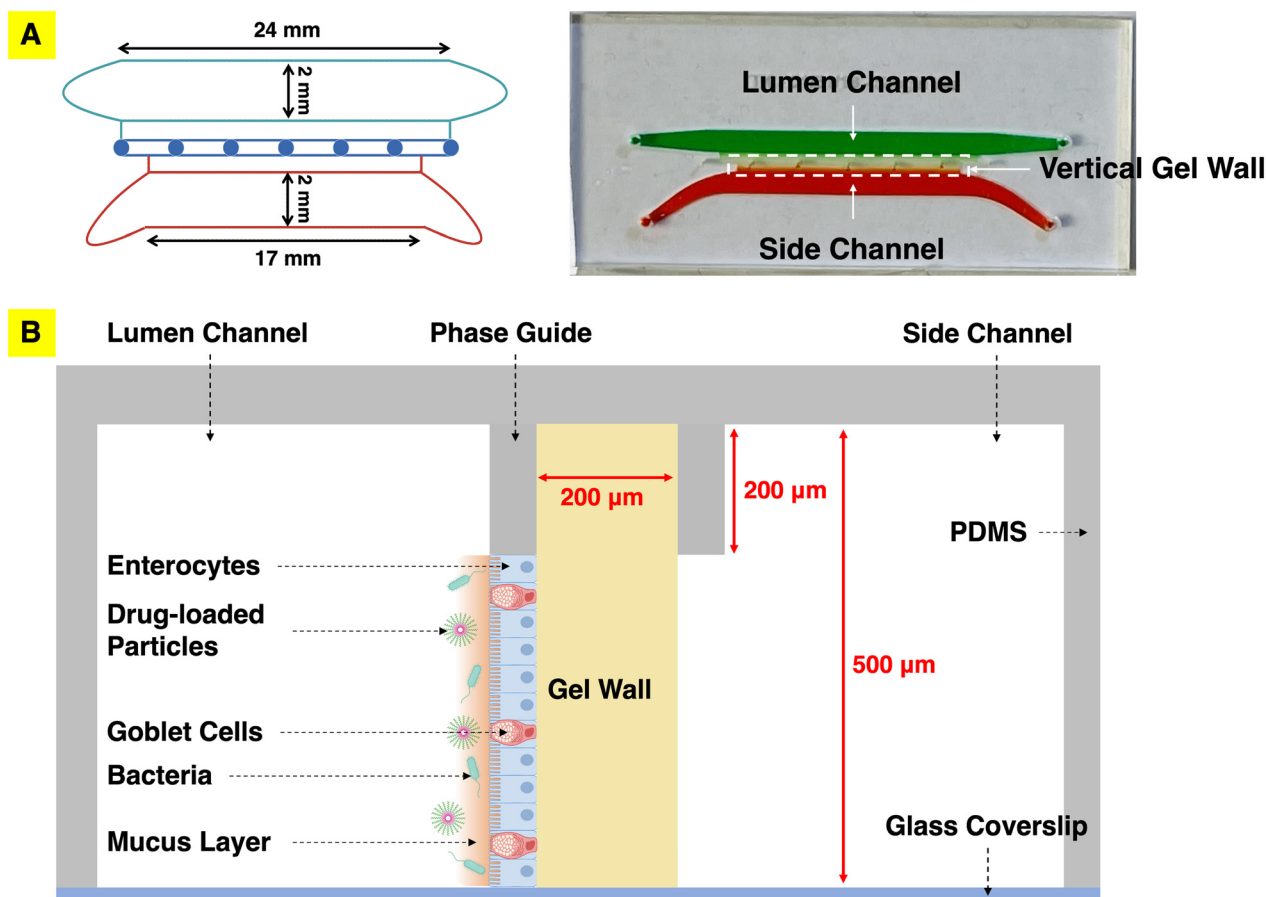 A
24 mm
2 mm
2 mm
17 mm
Lumen Channel
Vertical Gel Wall
Side Channel
B
Lumen Channel
Phase Guide
Side Channel
200 µm
200 µm
PDMS
Enterocytes
Drug-loaded
Particles
500 µm
Gel Wall
Goblet Cells
Bacteria
Glass Coverslip
Mucus Layer